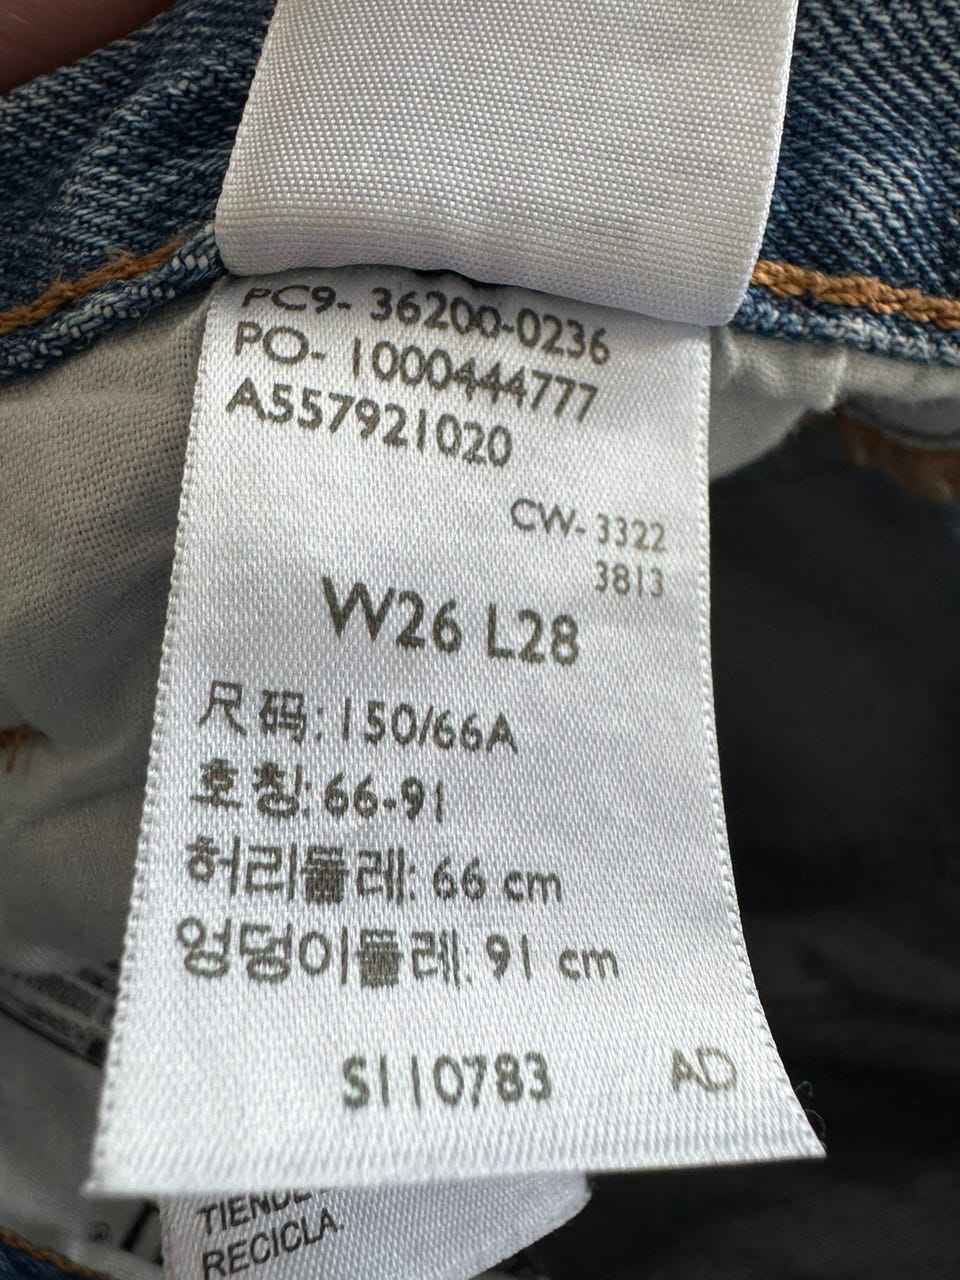 PC9- 36200-0236
PO- 1000444777
A557921020
CW- 3322
3813
W26 L28
尺码: 150/66A
호칭: 66-91
허리둘레: 66 cm
엉덩이둘레: 91 cm
S110783 AD
TIENDE
RECICLA.